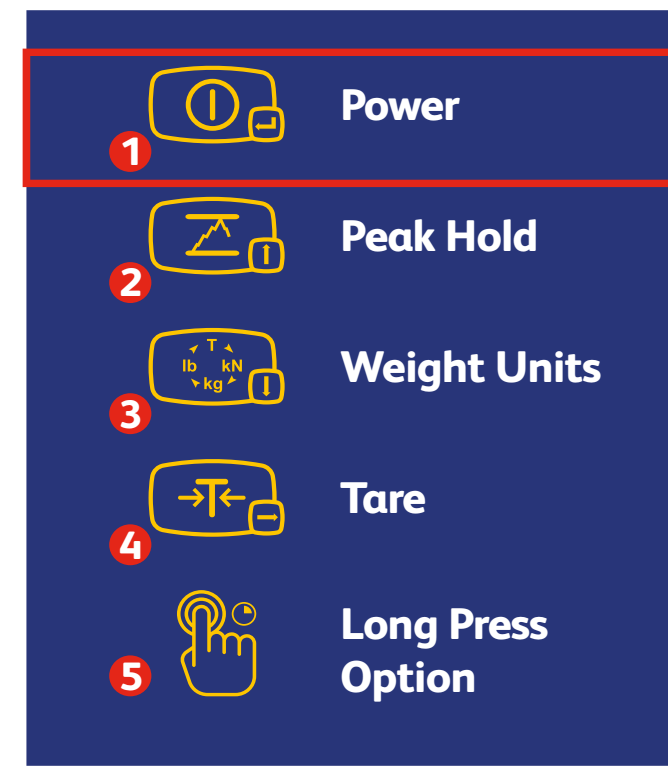 1
Power
2
Peak Hold
T
lb kN
kg
3
Weight Units
T
4
Tare
5
Long Press
Option